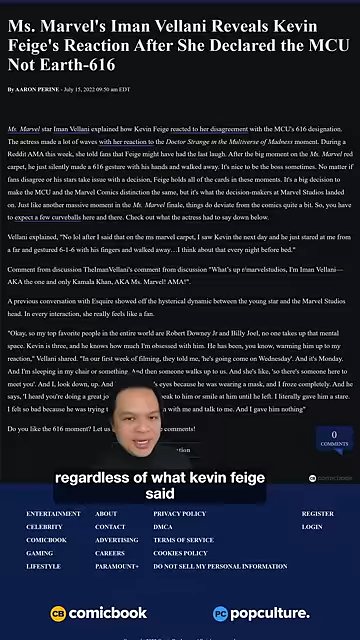 Ms. Marvel's Iman Vellani Reveals Kevin
Feige's Reaction After She Declared the MCU
Not Earth-616
By AARON PERINE - July 15, 2022 09:50 am EDT
Ms. Marvel star Iman Vellani explained how Kevin Feige reacted to her disagreement with the MCU's 616 designation.
The actress made a lot of waves with her reaction to the Doctor Strange in the Multiverse of Madness moment. During a
Reddit AMA this week, she told fans that Feige might have had the last laugh. After the big moment on the Ms. Marvel red
carpet, he just silently made a 616 gesture with his hands and walked away. It's nice to be the boss sometimes. No matter if
fans disagree or his stars take issue with a decision, Feige holds all of the cards in these moments. It's a big decision to
make the MCU and the Marvel Comics distinction the same, but it's what the decision-makers at Marvel Studios landed
on. Just like another massive moment in the Ms. Marvel finale, things do deviate from the comics quite a bit. So, you have
to expect a few curveballs here and there. Check out what the actress had to say down below.
Vellani explained, "No lol after I said that on the ms marvel carpet, I saw Kevin the next day and he just stared at me from
a far and gestured 6-1-6 with his fingers and walked away…I think about that every night before bed."
Comment from discussion TheImanVellani's comment from discussion "What's up r/marvelstudios, I'm Iman Vellani—
AKA the one and only Kamala Khan, AKA Ms. Marvel! AMA!".
A previous conversation with Esquire showed off the hysterical dynamic between the young star and the Marvel Studios
head. In every interaction, she really feels like a fan.
"Okay, so my top favorite people in the entire world are Robert Downey Jr and Billy Joel, no one takes up that mental
space. Kevin is three, and he knows how much I'm obsessed with him. He has been, you know, warming up to my
reaction," Vellani shared. "In our first week of filming, they told me, 'he's going to come on Wednesday'. And it's Monday.
And I'm sleeping in my chair or something. And then someone walks up to us. And she's like, 'so there's someone here to
meet you'. And I, look down, up. And 's eyes because he was wearing a mask, and I froze completely. And he
says, 'I heard you're doing a great jo peak to him or smile at him until he left. I literally gave him a stare.
I felt so bad because he was trying t with me and talk to me. And I gave him nothing"
Do you like the 616 moment? Let us comments!
regardless of what kevin feige
said
0
COMMENTS
ENTERTAINMENT ABOUT PRIVACY POLICY REGISTER
CELEBRITY CONTACT DMCA LOGIN
COMICBOOK ADVERTISING TERMS OF SERVICE
GAMING CAREERS COOKIES POLICY
LIFESTYLE PARAMOUNT+ DO NOT SELL MY PERSONAL INFORMATION
CB comicbook PC popculture.